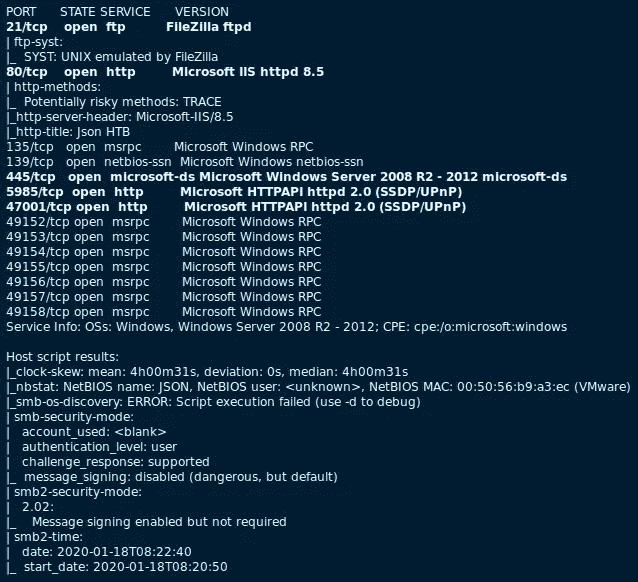 PORT STATE SERVICE VERSION
21/tcp open ftp FileZilla ftpd
| ftp-syst:
|_ SYST: UNIX emulated by FileZilla
80/tcp open http Microsoft IIS httpd 8.5
| http-methods:
|_ Potentially risky methods: TRACE
|_http-server-header: Microsoft-IIS/8.5
|_http-title: Json HTB
135/tcp open msrpc Microsoft Windows RPC
139/tcp open netbios-ssn Microsoft Windows netbios-ssn
445/tcp open microsoft-ds Microsoft Windows Server 2008 R2 - 2012 microsoft-ds
5985/tcp open http Microsoft HTTPAPI httpd 2.0 (SSDP/UPnP)
47001/tcp open http Microsoft HTTPAPI httpd 2.0 (SSDP/UPnP)
49152/tcp open msrpc Microsoft Windows RPC
49153/tcp open msrpc Microsoft Windows RPC
49154/tcp open msrpc Microsoft Windows RPC
49155/tcp open msrpc Microsoft Windows RPC
49156/tcp open msrpc Microsoft Windows RPC
49157/tcp open msrpc Microsoft Windows RPC
49158/tcp open msrpc Microsoft Windows RPC
Service Info: OSs: Windows, Windows Server 2008 R2 - 2012; CPE: cpe:/o:microsoft:windows

Host script results:
|_clock-skew: mean: 4h00m31s, deviation: 0s, median: 4h00m31s
|_nbstat: NetBIOS name: JSON, NetBIOS user: <unknown>, NetBIOS MAC: 00:50:56:b9:a3:ec (VMware)
|_smb-os-discovery: ERROR: Script execution failed (use -d to debug)
| smb-security-mode:
| account_used: <blank>
| authentication_level: user
| challenge_response: supported
|_ message_signing: disabled (dangerous, but default)
| smb2-security-mode:
| 2.02:
|_ Message signing enabled but not required
| smb2-time:
| date: 2020-01-18T08:22:40
|_ start_date: 2020-01-18T08:20:50